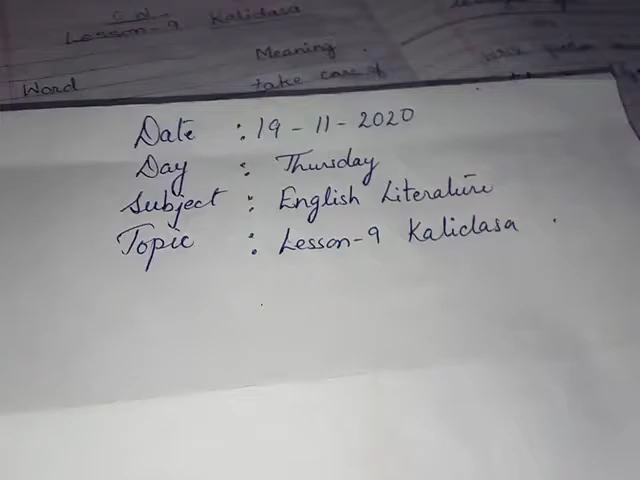 Lesson-9 Kalidasa
Meaning
Word take care of
Date : 19-11-2020
Day : Thursday
Subject : English Literature
Topic : Lesson-9 Kalidasa